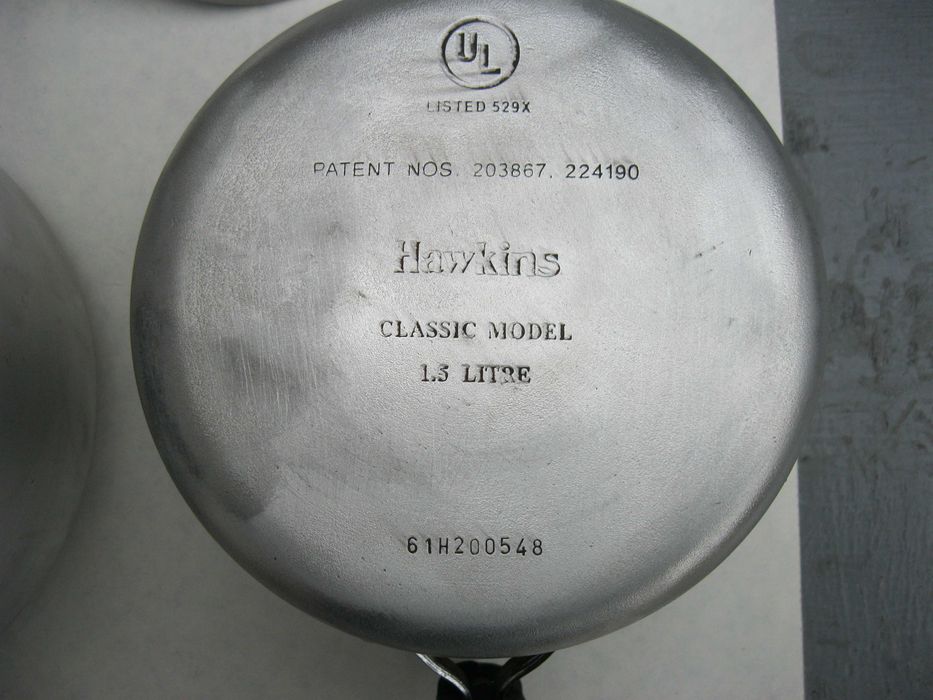 UL
LISTED 529X
PATENT NOS. 203867, 224190
Hawkins
CLASSIC MODEL
1.5 LITRE
61H200548